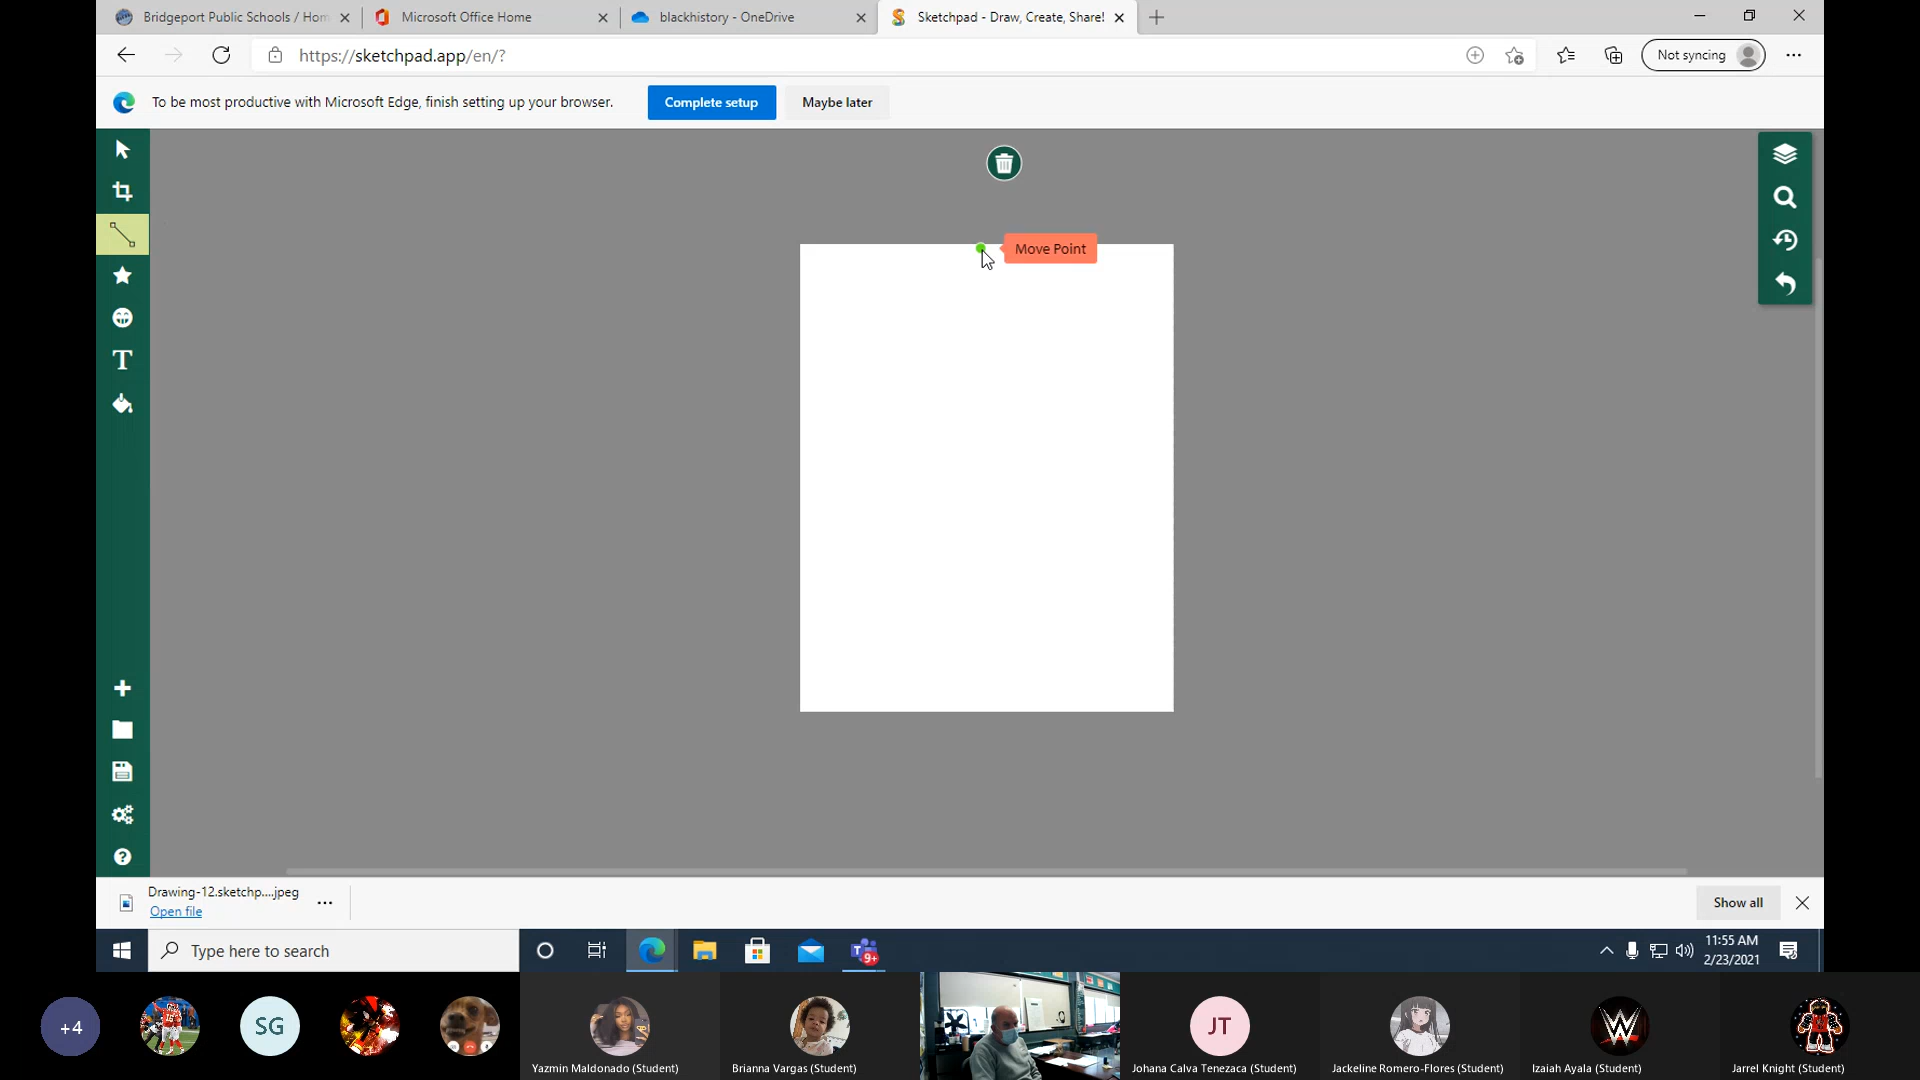 Bridgeport Public Schools / Hom
Microsoft Office Home
blackhistory - OneDrive
Sketchpad - Draw, Create, Share!
https://sketchpad.app/en/?
Not syncing
To be most productive with Microsoft Edge, finish setting up your browser.
Complete setup
Maybe later
Move Point
T
Drawing-12.sketchp....jpeg
Open file
Show all
Type here to search
9+
11:55 AM
2/23/2021
+4
SG
JT
Yazmin Maldonado (Student)
Brianna Vargas (Student)
Johana Calva Tenezaca (Student)
Jackeline Romero-Flores (Student)
Izaiah Ayala (Student)
Jarrel Knight (Student)